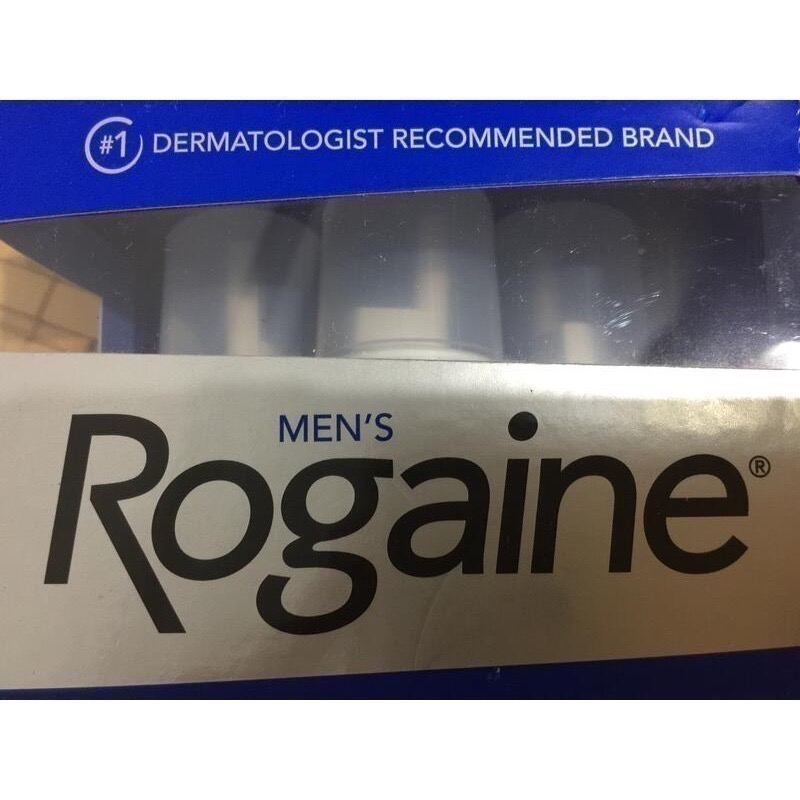 #1 DERMATOLOGIST RECOMMENDED BRAND
MEN'S
Rogaine®